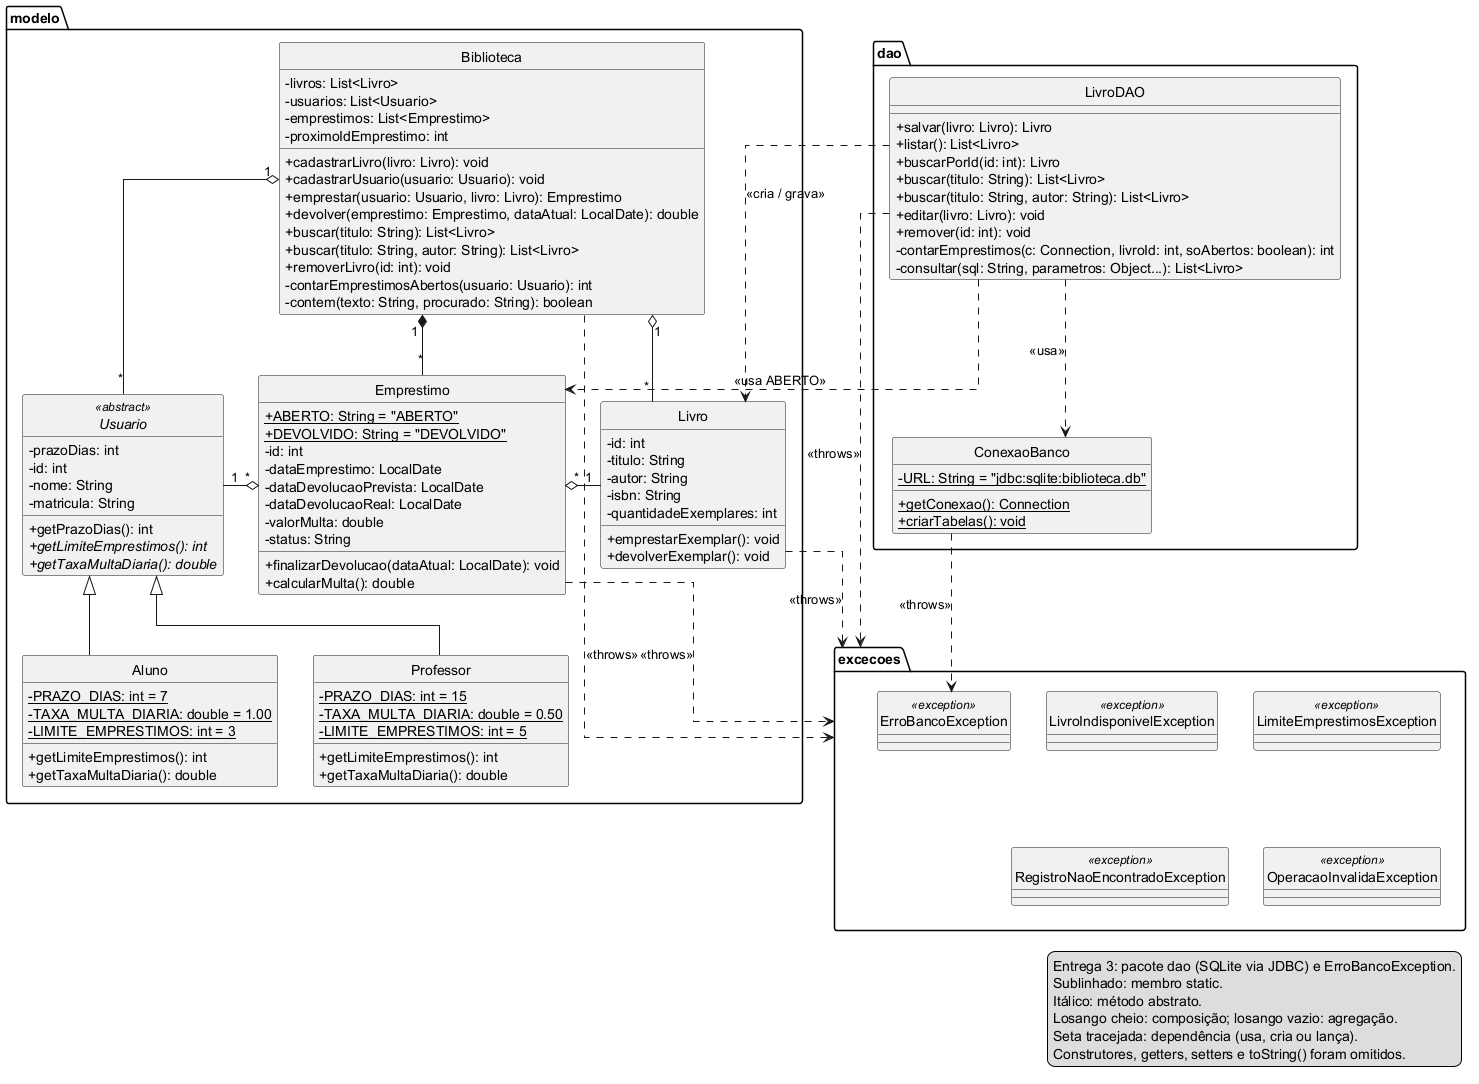 modelo
Biblioteca
-livros: List<Livro>
-usuarios: List<Usuario>
-emprestimos: List<Emprestimo>
-proximoIdEmprestimo: int
+cadastrarLivro(livro: Livro): void
+cadastrarUsuario(usuario: Usuario): void
+emprestar(usuario: Usuario, livro: Livro): Emprestimo
+devolver(emprestimo: Emprestimo, dataAtual: LocalDate): double
+buscar(titulo: String): List<Livro>
+buscar(titulo: String, autor: String): List<Livro>
+removerLivro(id: int): void
-contarEmprestimosAbertos(usuario: Usuario): int
-contem(texto: String, procurado: String): boolean
1
1
1
*
*
*
«abstract»
Usuario
-prazoDias: int
-id: int
-nome: String
-matricula: String
+getPrazoDias(): int
+getLimiteEmprestimos(): int
+getTaxaMultaDiaria(): double
1
*
Emprestimo
+ABERTO: String = "ABERTO"
+DEVOLVIDO: String = "DEVOLVIDO"
-id: int
-dataEmprestimo: LocalDate
-dataDevolucaoPrevista: LocalDate
-dataDevolucaoReal: LocalDate
-valorMulta: double
-status: String
+finalizarDevolucao(dataAtual: LocalDate): void
+calcularMulta(): double
*
1
Livro
-id: int
-titulo: String
-autor: String
-isbn: String
-quantidadeExemplares: int
+emprestarExemplar(): void
+devolverExemplar(): void
Aluno
-PRAZO_DIAS: int = 7
-TAXA_MULTA_DIARIA: double = 1.00
-LIMITE_EMPRESTIMOS: int = 3
+getLimiteEmprestimos(): int
+getTaxaMultaDiaria(): double
Professor
-PRAZO_DIAS: int = 15
-TAXA_MULTA_DIARIA: double = 0.50
-LIMITE_EMPRESTIMOS: int = 5
+getLimiteEmprestimos(): int
+getTaxaMultaDiaria(): double
dao
LivroDAO
+salvar(livro: Livro): Livro
+listar(): List<Livro>
+buscarPorId(id: int): Livro
+buscar(titulo: String): List<Livro>
+buscar(titulo: String, autor: String): List<Livro>
+editar(livro: Livro): void
+remover(id: int): void
-contarEmprestimos(c: Connection, livroId: int, soAbertos: boolean): int
-consultar(sql: String, parametros: Object...): List<Livro>
«cria / grava»
«usa»
«usa ABERTO»
ConexaoBanco
-URL: String = "jdbc:sqlite:biblioteca.db"
+getConexao(): Connection
+criarTabelas(): void
«throws»
«throws»
«throws»
«throws» «throws»
excecoes
«exception»
ErroBancoException
«exception»
LivroIndisponivelException
«exception»
LimiteEmprestimosException
«exception»
RegistroNaoEncontradoException
«exception»
OperacaoInvalidaException
Entrega 3: pacote dao (SQLite via JDBC) e ErroBancoException.
Sublinhado: membro static.
Itálico: método abstrato.
Losango cheio: composição; losango vazio: agregação.
Seta tracejada: dependência (usa, cria ou lança).
Construtores, getters, setters e toString() foram omitidos.